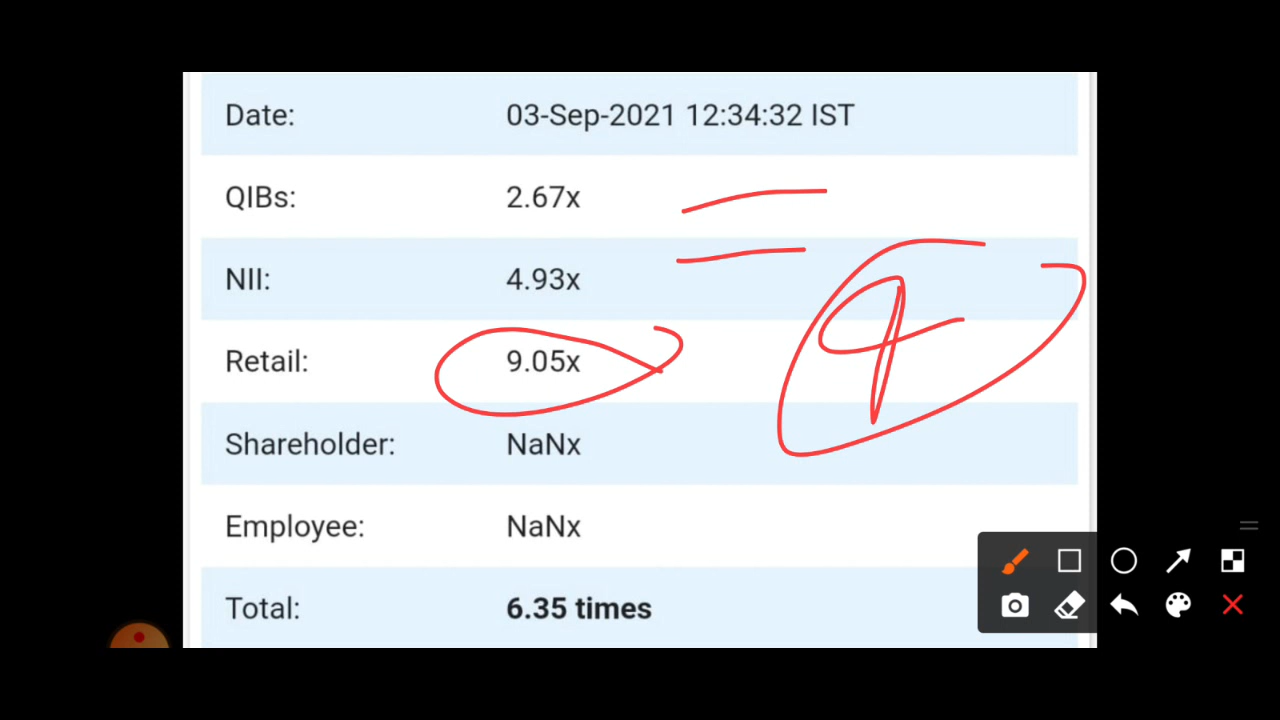 Date: 03-Sep-2021 12:34:32 IST
QIBs: 2.67x
NII: 4.93x
Retail: 9.05x
Shareholder: NaNx
Employee: NaNx
Total: 6.35 times